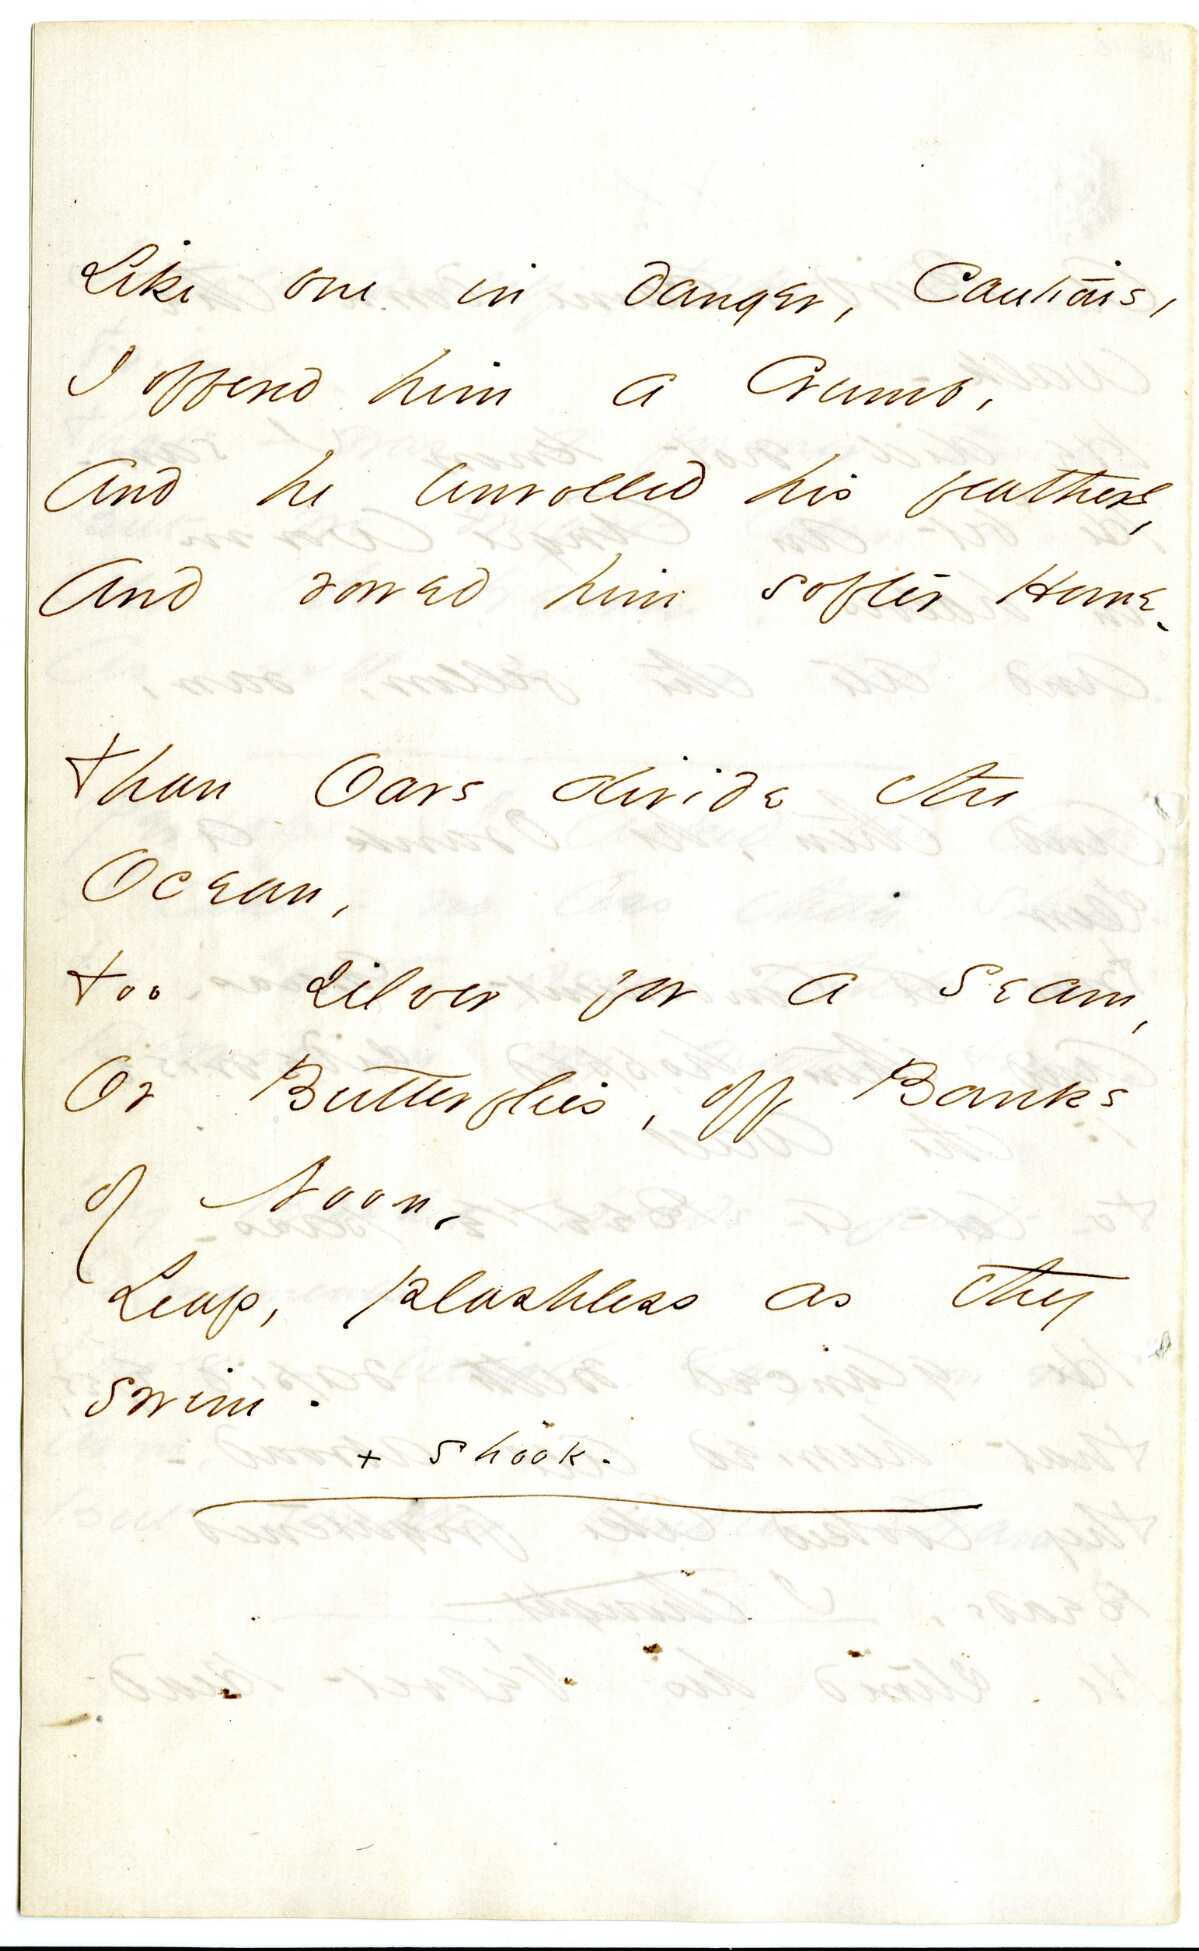 Like one in danger, Cautious,
I offered him a Crumb,
And he unrolled his feathers,
And rowed him softer Home.
Than Oars divide the
Ocean,
Too silver for a seam,
Or Butterflies, off Banks
of Noon,
Leap, plashless as they
swim.
+ shook.